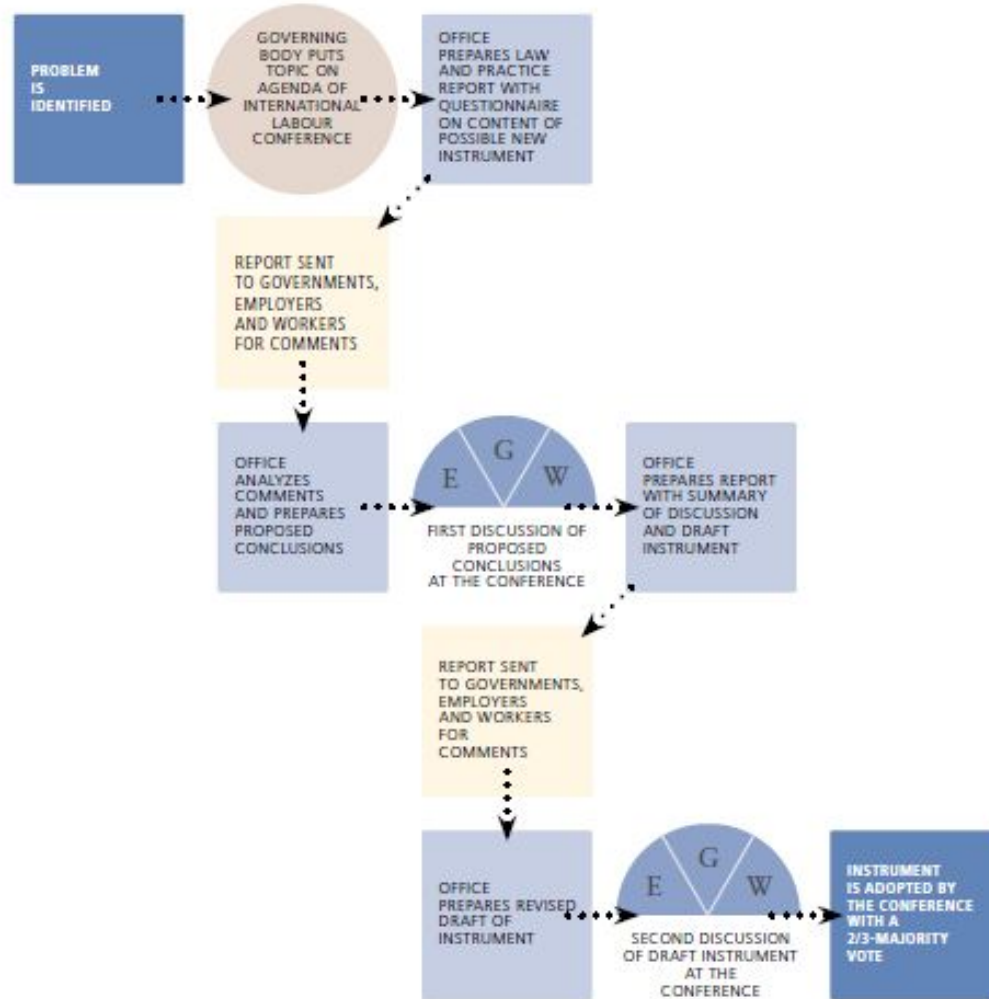 PROBLEM
IS
IDENTIFIED
GOVERNING
BODY PUTS
TOPIC ON
AGENDA OF
INTERNATIONAL
LABOUR
CONFERENCE
OFFICE
PREPARES LAW
AND PRACTICE
REPORT WITH
QUESTIONNAIRE
ON CONTENT OF
POSSIBLE NEW
INSTRUMENT
REPORT SENT
TO GOVERNMENTS,
EMPLOYERS
AND WORKERS
FOR COMMENTS
OFFICE
ANALYZES
COMMENTS
AND PREPARES
PROPOSED
CONCLUSIONS
E
G
W
FIRST DISCUSSION OF
PROPOSED
CONCLUSIONS
AT THE CONFERENCE
OFFICE
PREPARES REPORT
WITH SUMMARY
OF DISCUSSION
AND DRAFT
INSTRUMENT
REPORT SENT
TO GOVERNMENTS,
EMPLOYERS
AND WORKERS
FOR
COMMENTS
OFFICE
PREPARES REVISED
DRAFT OF
INSTRUMENT
E
G
W
SECOND DISCUSSION
OF DRAFT INSTRUMENT
AT THE
CONFERENCE
INSTRUMENT
IS ADOPTED BY
THE CONFERENCE
WITH A
2/3-MAJORITY
VOTE